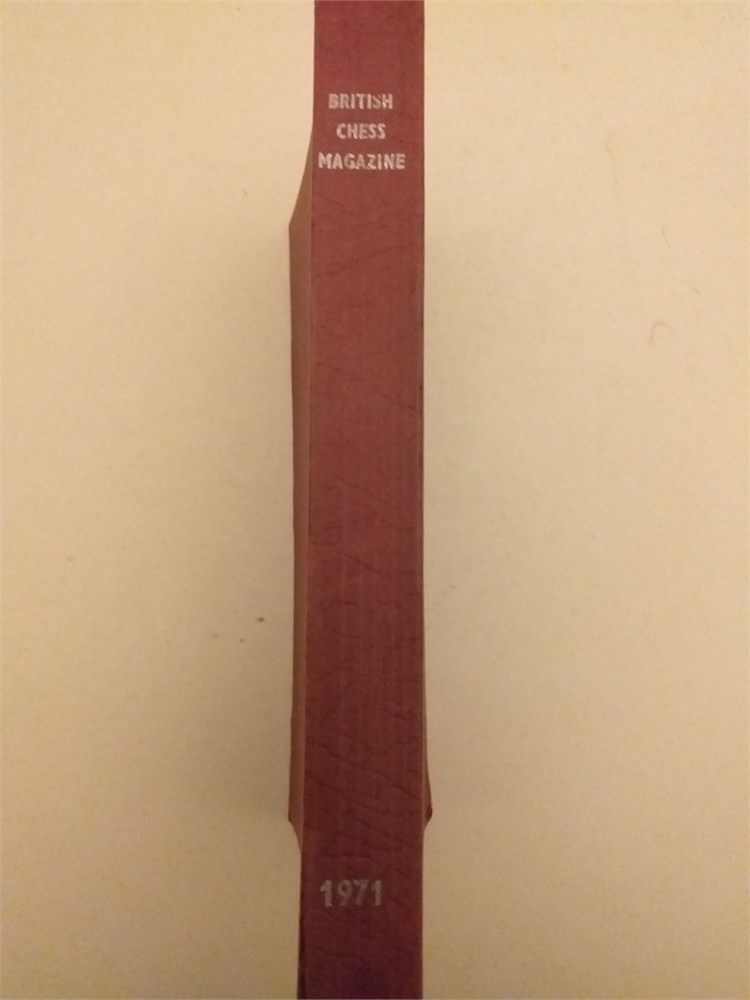 BRITISH
CHESS
MAGAZINE
1971